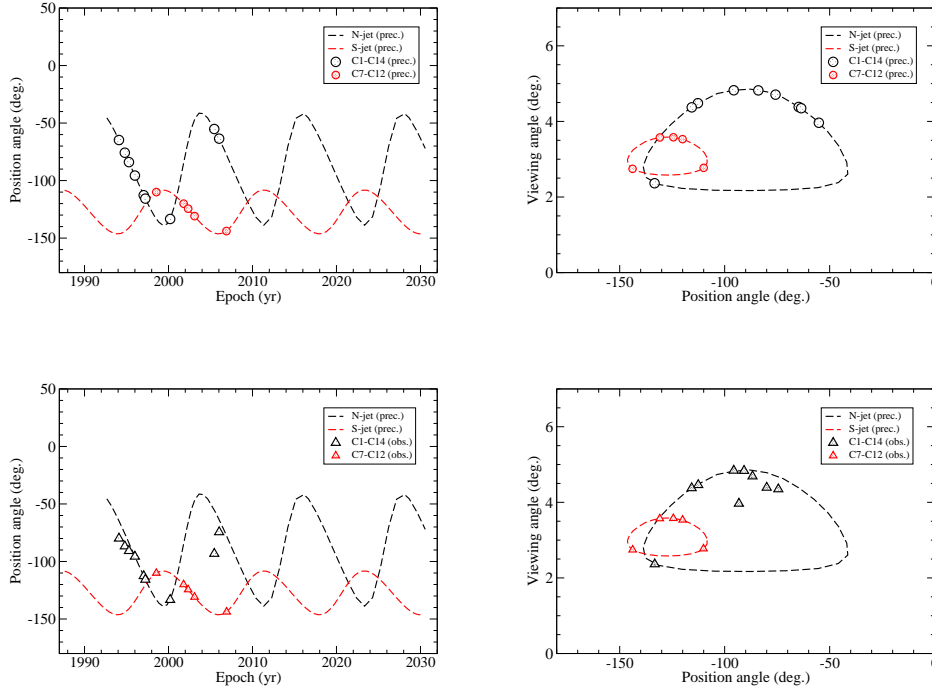 50
0
-50
-100
-150
1990 2000 2010 2020 2030
Epoch (yr)
Position angle (deg.)
N-jet (prec.)
S-jet (prec.)
C1-C14 (prec.)
C7-C12 (prec.)
6
4
2
0
-150 -100 -50 0
Position angle (deg.)
Viewing angle (deg.)
N-jet (prec.)
S-jet (prec.)
C1-C14 (prec.)
C7-C12 (prec.)
50
0
-50
-100
-150
1990 2000 2010 2020 2030
Epoch (yr)
Position angle (deg.)
N-jet (prec.)
S-jet (prec.)
C1-C14 (obs.)
C7-C12 (obs.)
6
4
2
0
-150 -100 -50 0
Position angle (deg.)
Viewing angle (deg.)
N-jet (prec.)
S-jet (prec.)
C1-C14 (obs.)
C7-C12 (obs.)